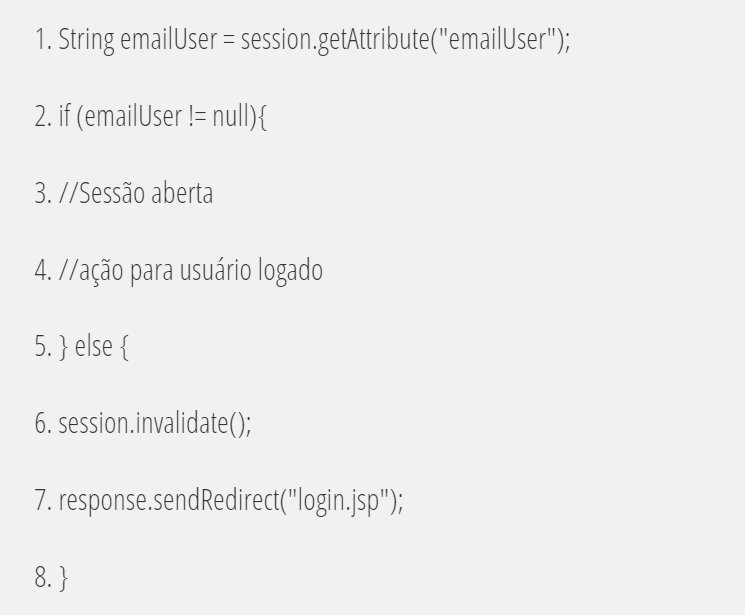 1. String emailUser = session.getAttribute("emailUser");
2. if (emailUser != null){
3. //Sessão aberta
4. //ação para usuário logado
5. } else {
6. session.invalidate();
7. response.sendRedirect("login.jsp");
8. }